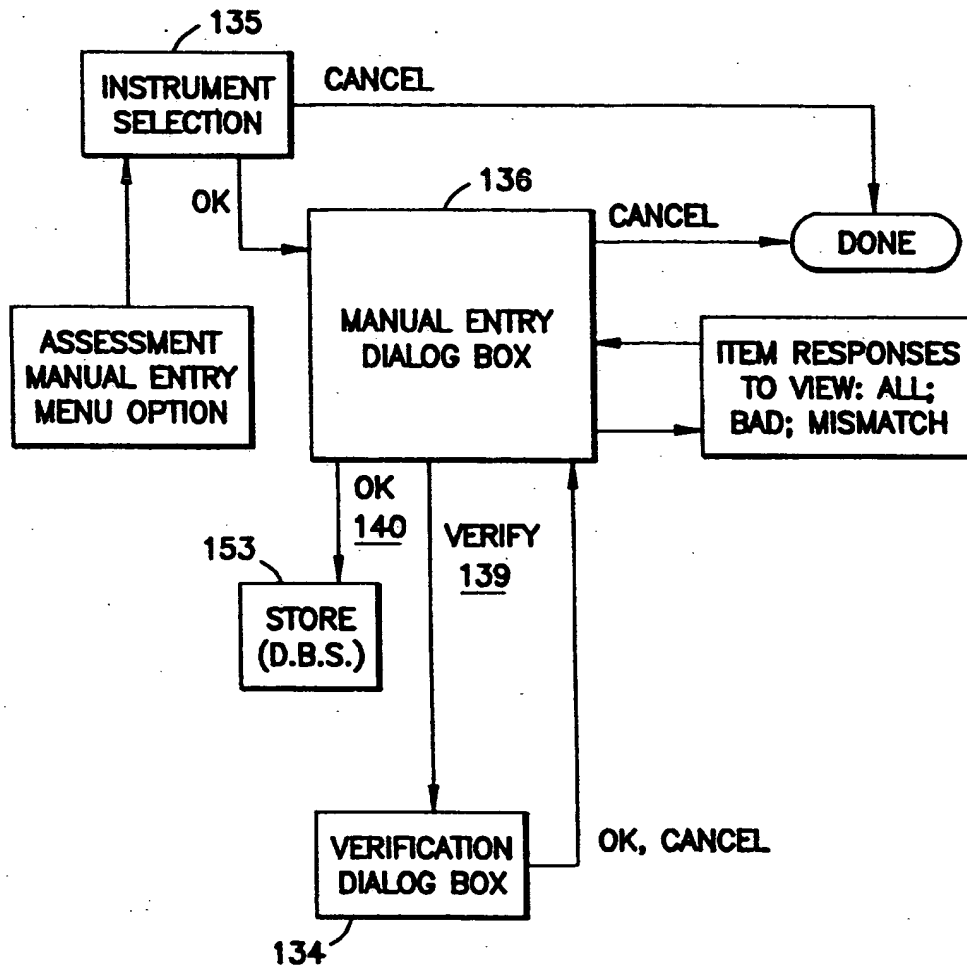 135
INSTRUMENT
SELECTION
CANCEL
OK
136
CANCEL
DONE
ASSESSMENT
MANUAL ENTRY
MENU OPTION
MANUAL ENTRY
DIALOG BOX
ITEM RESPONSES
TO VIEW: ALL;
BAD; MISMATCH
OK
140
VERIFY
139
153
STORE
(D.B.S.)
VERIFICATION
DIALOG BOX
OK, CANCEL
134